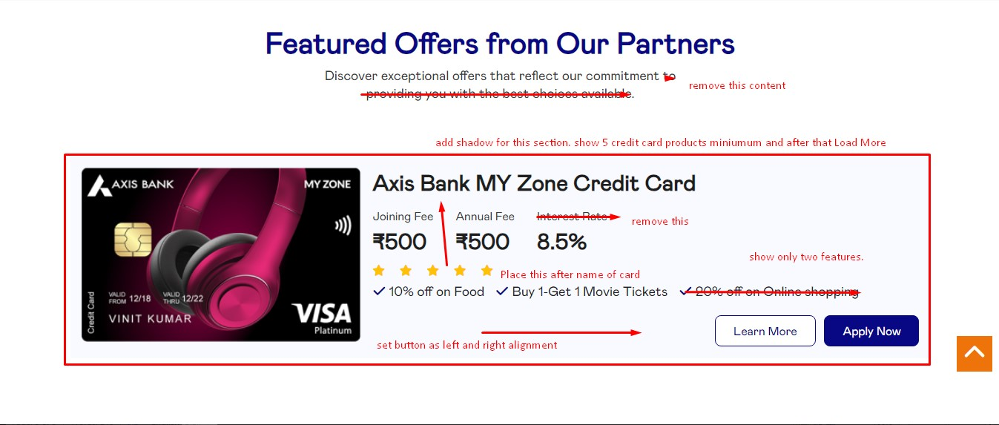 Featured Offers from Our Partners
Discover exceptional offers that reflect our commitment to
providing you with the best choices available.
remove this content
add shadow for this section. show 5 credit card products miniumum and after that Load More
AXIS BANK
MY ZONE
VALID FROM 12/18
VALID THRU 12/22
VINIT KUMAR
Credit Card
VISA
Platinum
Axis Bank MY Zone Credit Card
Joining Fee Annual Fee Interest Rate
remove this
₹500 ₹500 8.5%
show only two features.
Place this after name of card
10% off on Food Buy 1-Get 1 Movie Tickets 20% off on Online shopping
Learn More Apply Now
set button as left and right alignment